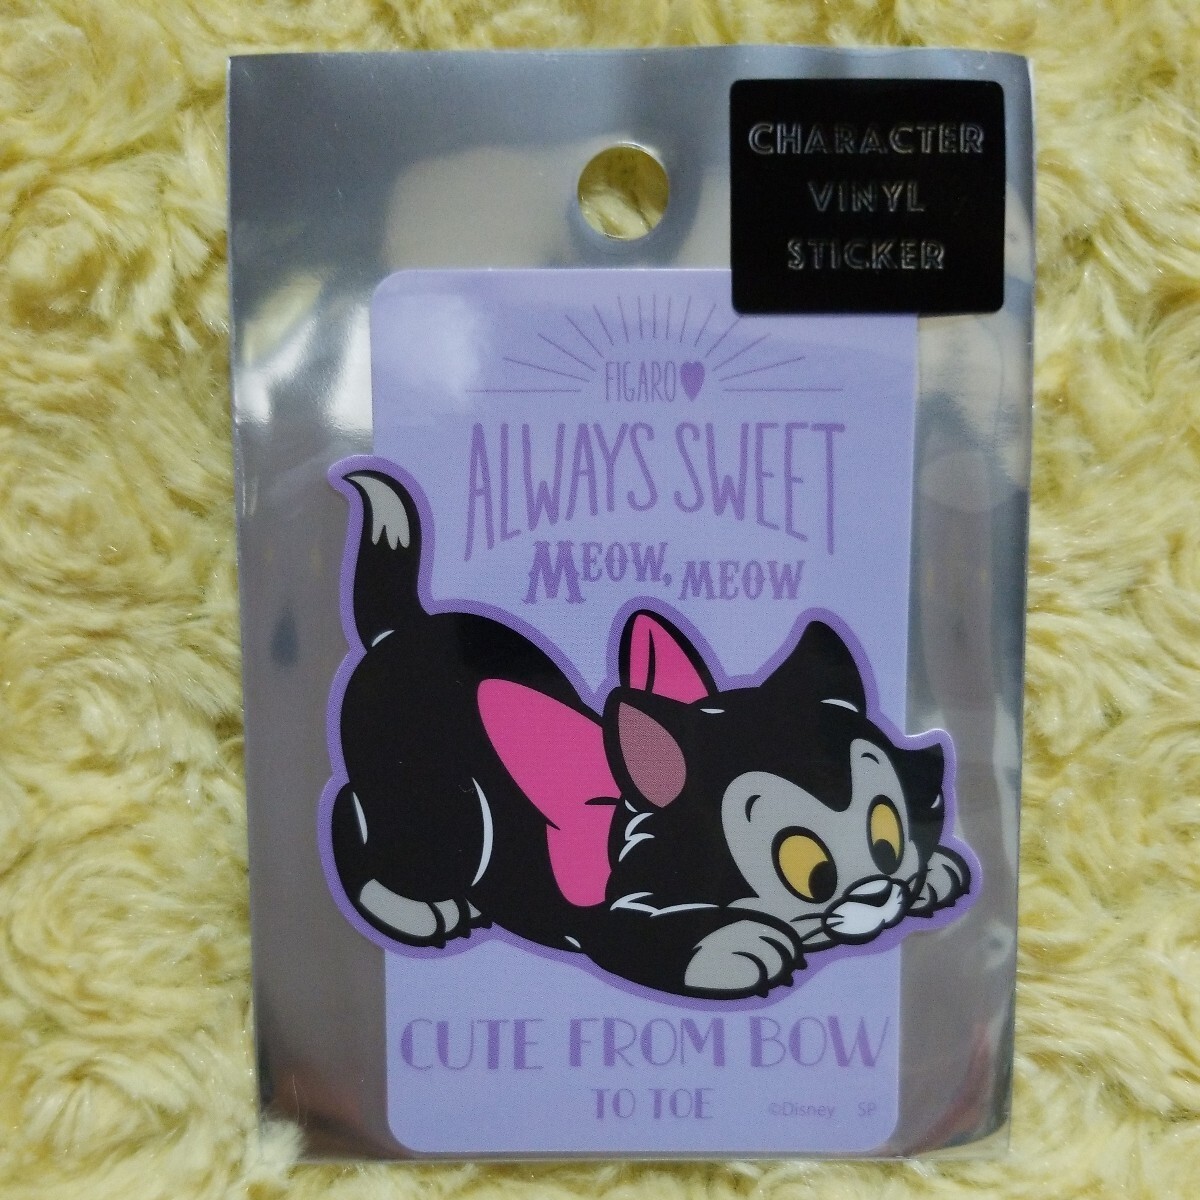 CHARACTER
VINYL
STICKER
FIGARO♥
ALWAYS SWEET
MEOW, MEOW
CUTE FROM BOW
TO TOE
©Disney SP